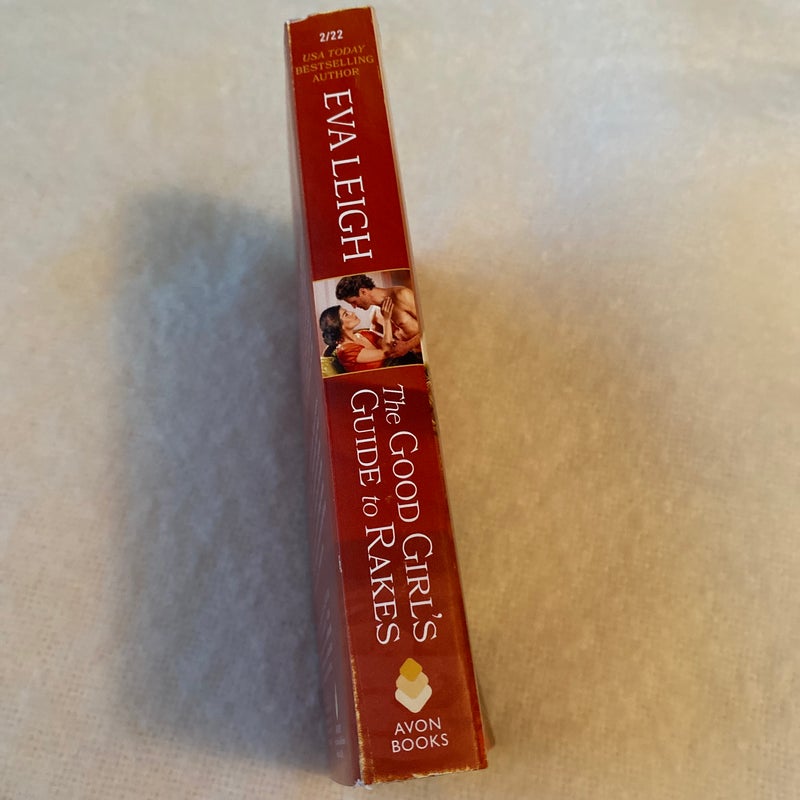 2/22
USA TODAY
BESTSELLING
AUTHOR
EVA LEIGH
The GOOD GIRL'S
GUIDE to RAKES
AVON
BOOKS